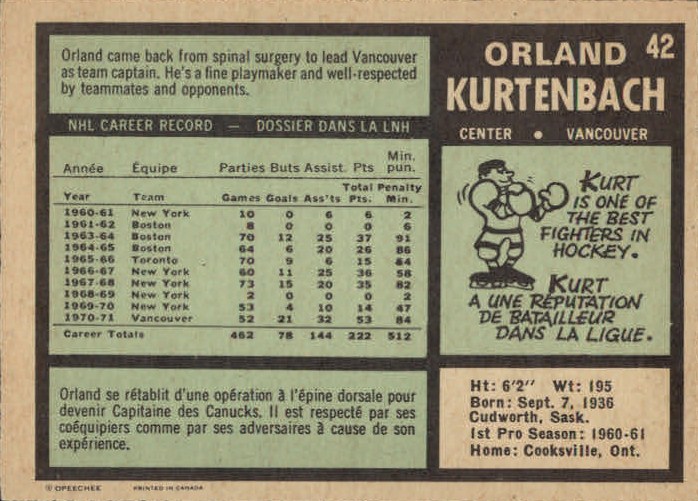 Orland came back from spinal surgery to lead Vancouver
as team captain. He's a fine playmaker and well-respected
by teammates and opponents.
NHL CAREER RECORD — DOSSIER DANS LA LNH
Année Équipe Parties Buts Assist. Pts Min. pun.
Year Team Games Goals Ass'ts Total Pts. Penalty Min.
1960-61 New York 10 0 6 6 2
1961-62 Boston 8 0 0 0 6
1963-64 Boston 70 12 25 37 91
1964-65 Boston 64 6 20 26 86
1965-66 Toronto 70 9 6 15 54
1966-67 New York 60 11 25 36 58
1967-68 New York 73 15 20 35 82
1968-69 New York 2 0 0 0 2
1969-70 New York 53 4 10 14 47
1970-71 Vancouver 52 21 32 53 84
Career Totals 462 78 144 222 512
Orland se rétablit d'une opération à l'épine dorsale pour
devenir Capitaine des Canucks. Il est respecté par ses
coéquipiers comme par ses adversaires à cause de son
expérience.
© OPEECHEE PRINTED IN CANADA
ORLAND 42
KURTENBACH
CENTER • VANCOUVER
KURT
IS ONE OF
THE BEST
FIGHTERS IN
HOCKEY.
KURT
A UNE RÉPUTATION
DE BATAILLEUR
DANS LA LIGUE.
Ht: 6'2" Wt: 195
Born: Sept. 7, 1936
Cudworth, Sask.
1st Pro Season: 1960-61
Home: Cooksville, Ont.